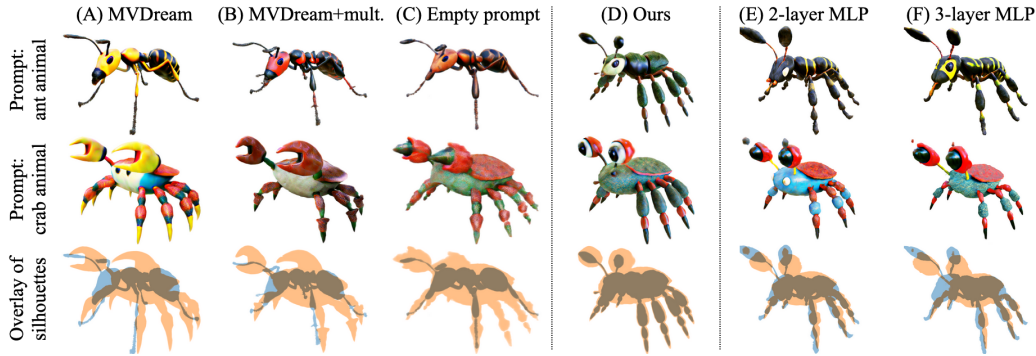 (A) MVDream (B) MVDream+mult. (C) Empty prompt (D) Ours (E) 2-layer MLP (F) 3-layer MLP
Prompt:
ant animal
Prompt:
crab animal
Overlay of
silhouettes